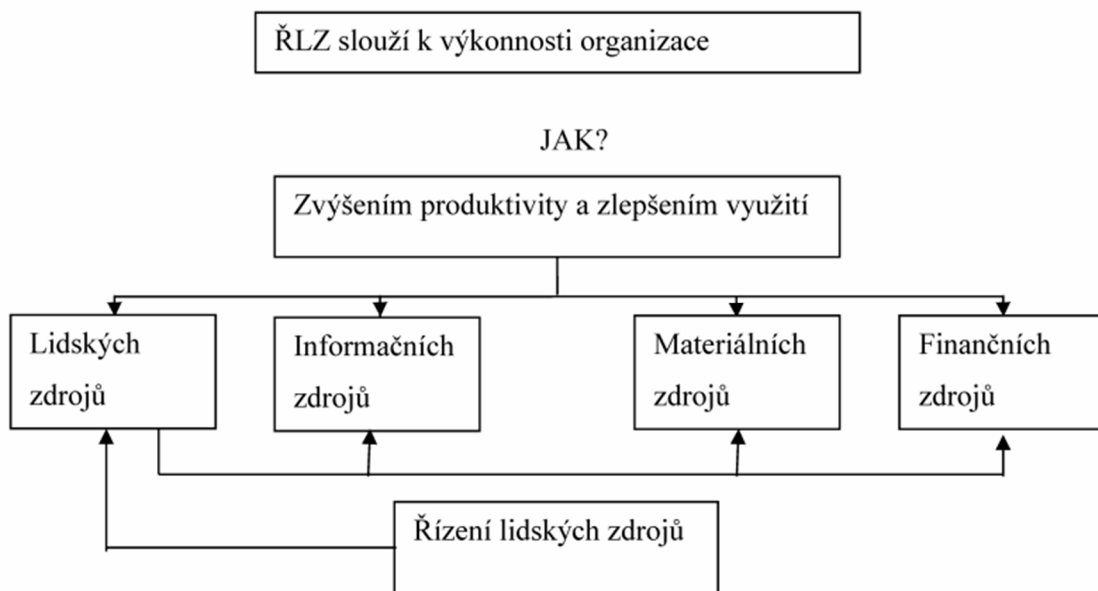 ŘLZ slouží k výkonnosti organizace
JAK?
Zvýšením produktivity a zlepšením využití
Lidských
zdrojů
Informačních
zdrojů
Materiálních
zdrojů
Finančních
zdrojů
Řízení lidských zdrojů